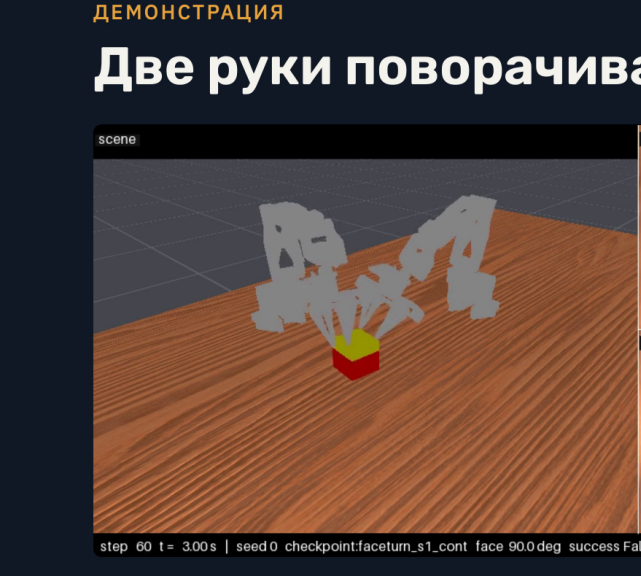 ДЕМОНСТРАЦИЯ
Две руки поворачива
scene
step 60 t = 3.00 s | seed 0 checkpoint:faceturn_s1_cont face 90.0 deg success Fal